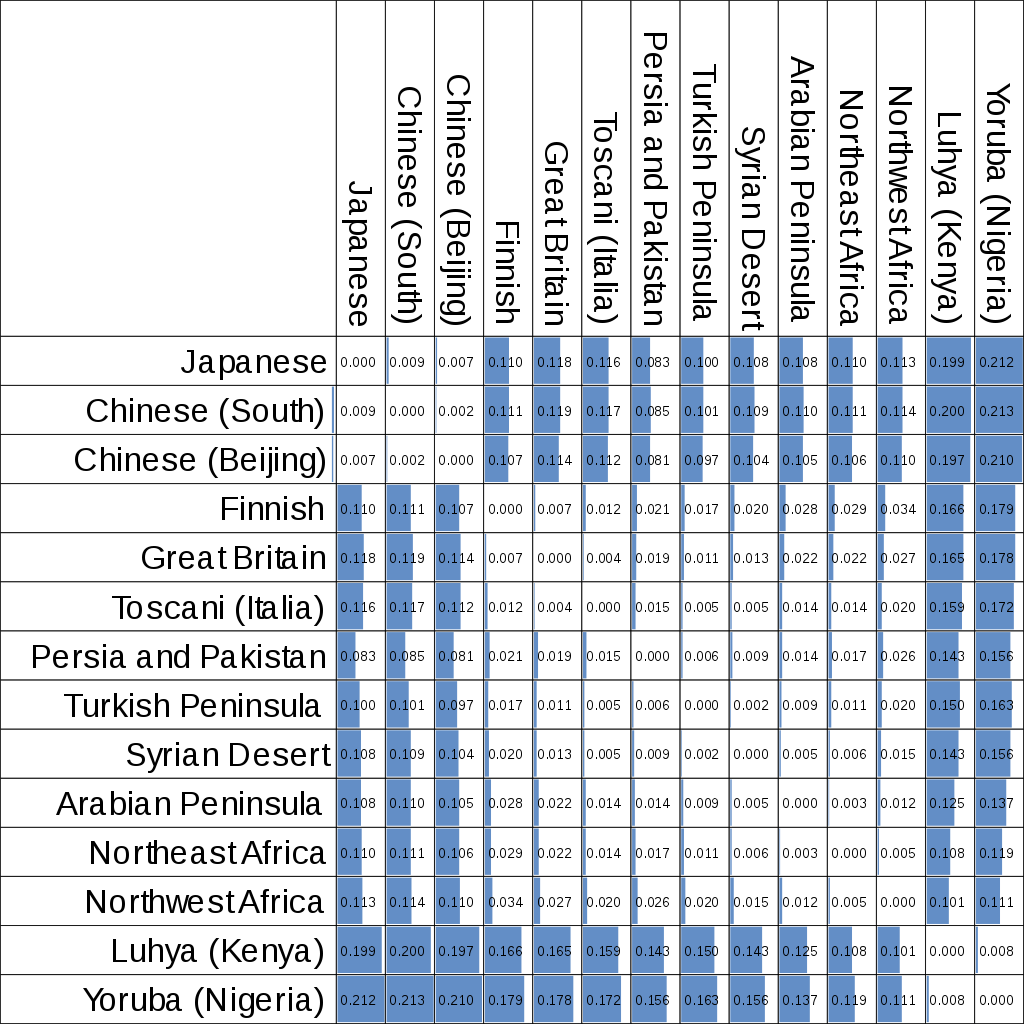 Japanese Chinese (South) Chinese (Beijing) Finnish Great Britain Toscani (Italia) Persia and Pakistan Turkish Peninsula Syrian Desert Arabian Peninsula Northeast Africa Northwest Africa Luhya (Kenya) Yoruba (Nigeria)
Japanese 0.000 0.009 0.007 0.110 0.118 0.116 0.083 0.100 0.108 0.108 0.110 0.113 0.199 0.212
Chinese (South) 0.009 0.000 0.002 0.111 0.119 0.117 0.085 0.101 0.109 0.110 0.111 0.114 0.200 0.213
Chinese (Beijing) 0.007 0.002 0.000 0.107 0.114 0.112 0.081 0.097 0.104 0.105 0.106 0.110 0.197 0.210
Finnish 0.110 0.111 0.107 0.000 0.007 0.012 0.021 0.017 0.020 0.028 0.029 0.034 0.166 0.179
Great Britain 0.118 0.119 0.114 0.007 0.000 0.004 0.019 0.011 0.013 0.022 0.022 0.027 0.165 0.178
Toscani (Italia) 0.116 0.117 0.112 0.012 0.004 0.000 0.015 0.005 0.005 0.014 0.014 0.020 0.159 0.172
Persia and Pakistan 0.083 0.085 0.081 0.021 0.019 0.015 0.000 0.006 0.009 0.014 0.017 0.026 0.143 0.156
Turkish Peninsula 0.100 0.101 0.097 0.017 0.011 0.005 0.006 0.000 0.002 0.009 0.011 0.020 0.150 0.163
Syrian Desert 0.108 0.109 0.104 0.020 0.013 0.005 0.009 0.002 0.000 0.005 0.006 0.015 0.143 0.156
Arabian Peninsula 0.108 0.110 0.105 0.028 0.022 0.014 0.014 0.009 0.005 0.000 0.003 0.012 0.125 0.137
Northeast Africa 0.110 0.111 0.106 0.029 0.022 0.014 0.017 0.011 0.006 0.003 0.000 0.005 0.108 0.119
Northwest Africa 0.113 0.114 0.110 0.034 0.027 0.020 0.026 0.020 0.015 0.012 0.005 0.000 0.101 0.111
Luhya (Kenya) 0.199 0.200 0.197 0.166 0.165 0.159 0.143 0.150 0.143 0.125 0.108 0.101 0.000 0.008
Yoruba (Nigeria) 0.212 0.213 0.210 0.179 0.178 0.172 0.156 0.163 0.156 0.137 0.119 0.111 0.008 0.000